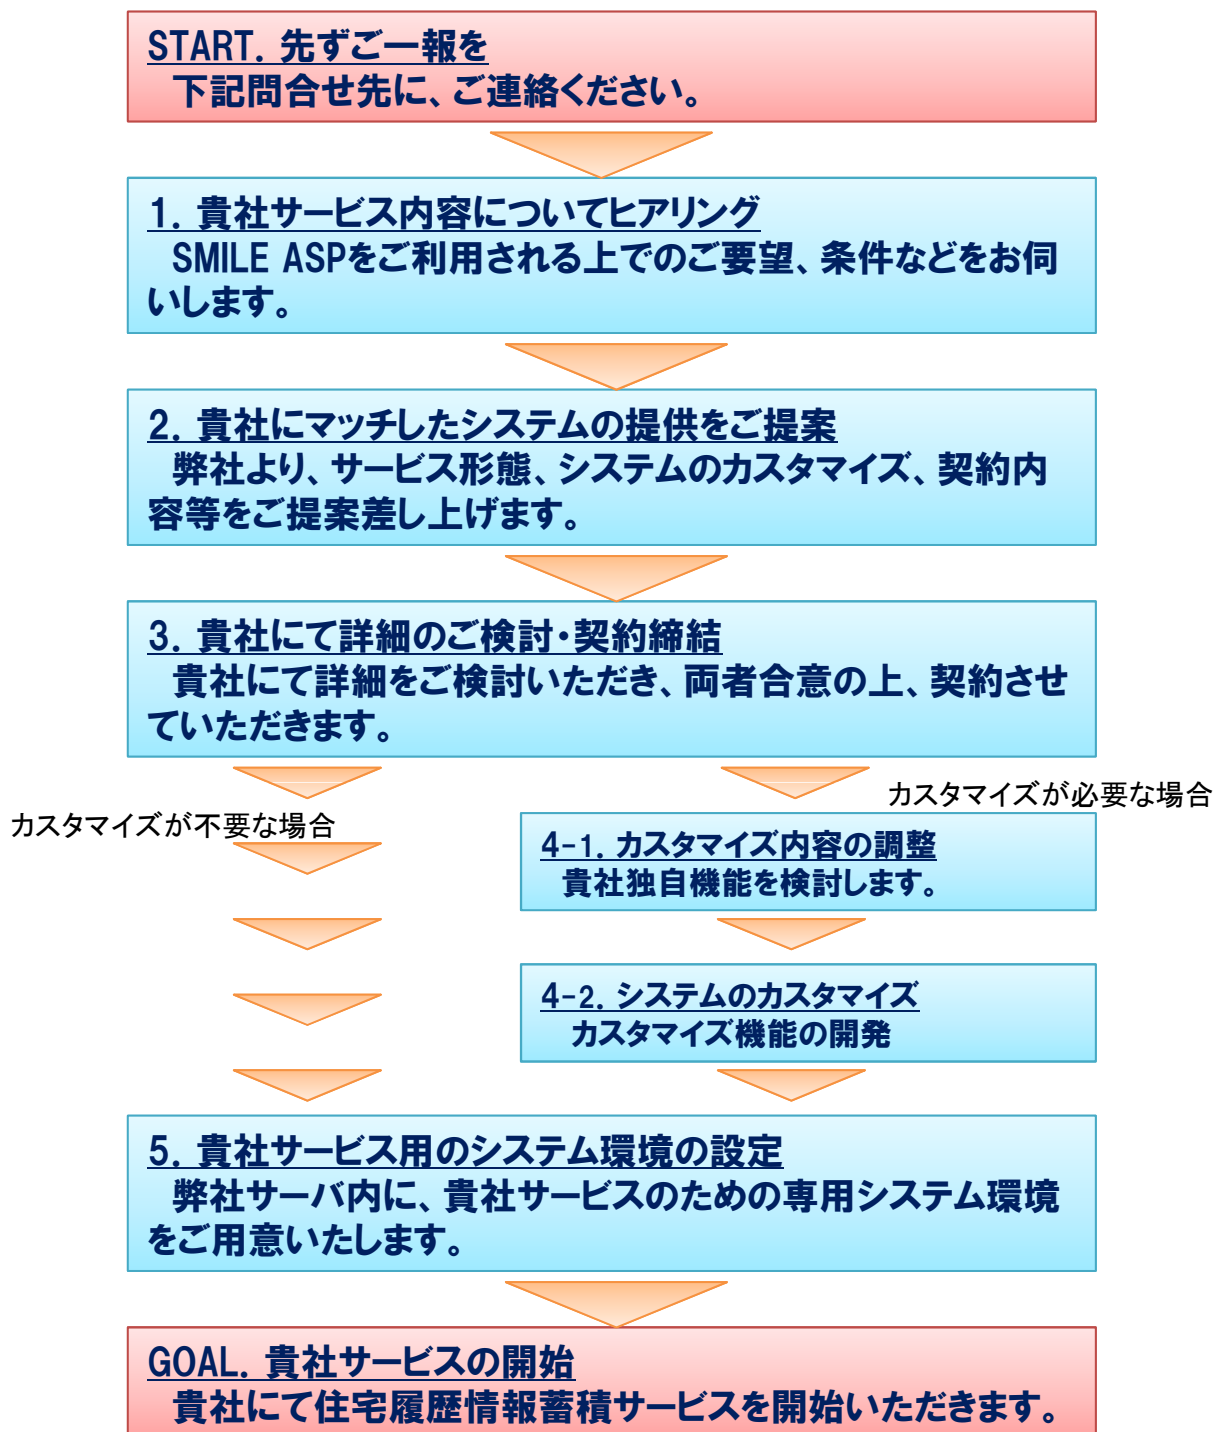 START. 先ずご一報を
下記問合せ先に、ご連絡ください。
1. 貴社サービス内容についてヒアリング
SMILE ASPをご利用される上でのご要望、条件などをお伺
いします。
2. 貴社にマッチしたシステムの提供をご提案
弊社より、サービス形態、システムのカスタマイズ、契約内
容等をご提案差し上げます。
3. 貴社にて詳細のご検討・契約締結
貴社にて詳細をご検討いただき、両者合意の上、契約させ
ていただきます。
カスタマイズが必要な場合
カスタマイズが不要な場合
4-1. カスタマイズ内容の調整
貴社独自機能を検討します。
4-2. システムのカスタマイズ
カスタマイズ機能の開発
5. 貴社サービス用のシステム環境の設定
弊社サーバ内に、貴社サービスのための専用システム環境
をご用意いたします。
GOAL. 貴社サービスの開始
貴社にて住宅履歴情報蓄積サービスを開始いただきます。